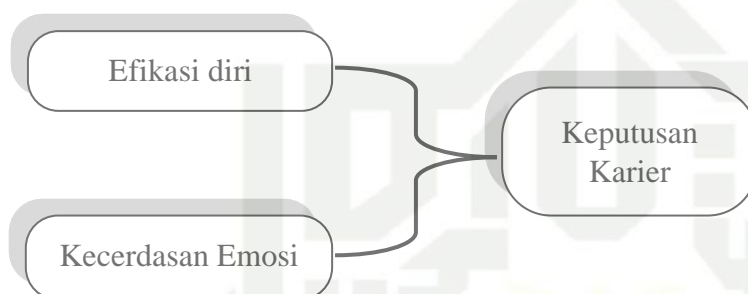 Efikasi diri
Keputusan
Karier
Kecerdasan Emosi